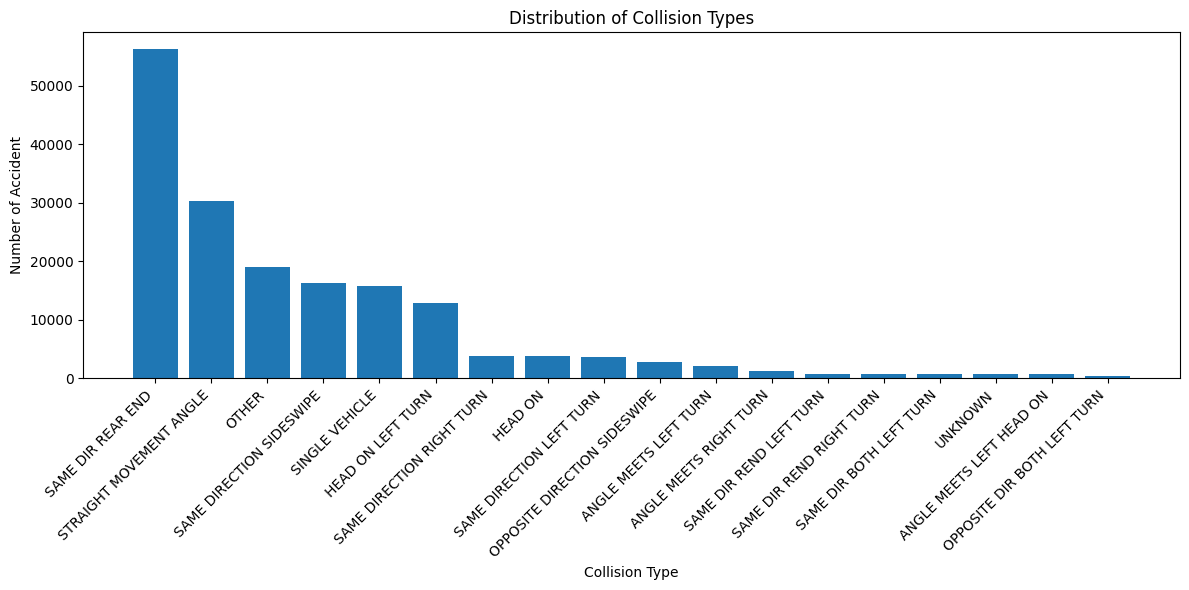 Distribution of Collision Types
Number of Accident
50000
40000
30000
20000
10000
0
SAME DIR REAR END
STRAIGHT MOVEMENT ANGLE
OTHER
SAME DIRECTION SIDESWIPE
SINGLE VEHICLE
HEAD ON LEFT TURN
SAME DIRECTION RIGHT TURN
HEAD ON
SAME DIRECTION LEFT TURN
OPPOSITE DIRECTION SIDESWIPE
ANGLE MEETS LEFT TURN
ANGLE MEETS RIGHT TURN
SAME DIR REND LEFT TURN
SAME DIR REND RIGHT TURN
SAME DIR BOTH LEFT TURN
UNKNOWN
ANGLE MEETS LEFT HEAD ON
OPPOSITE DIR BOTH LEFT TURN
Collision Type